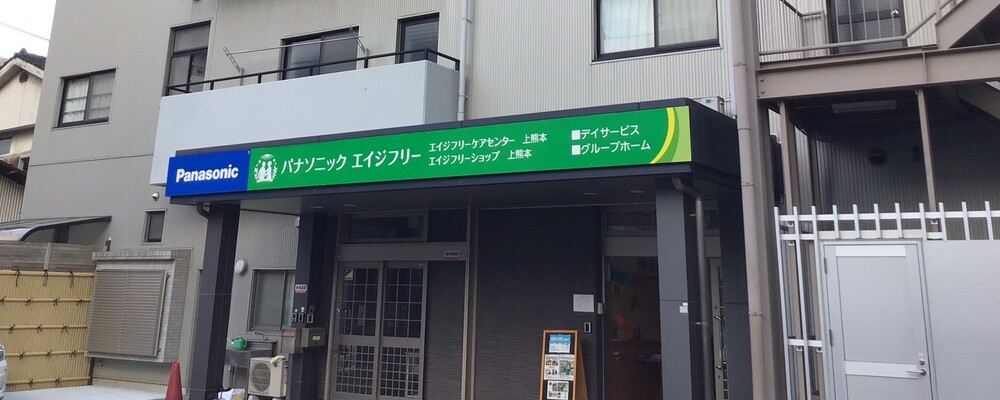 Panasonic
パナソニック エイジフリー
エイジフリーケアセンター 上熊本
エイジフリーショップ 上熊本
■デイサービス
■グループホーム